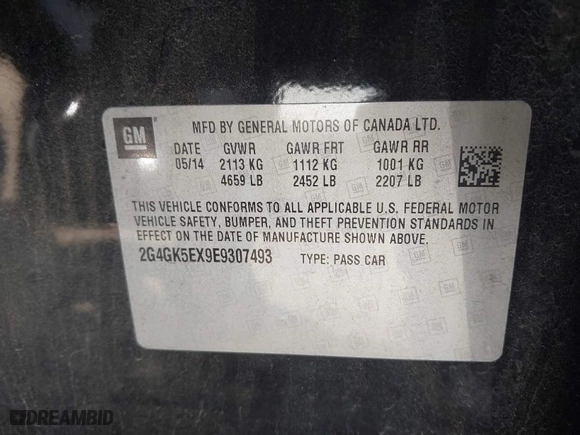 GM
MFD BY GENERAL MOTORS OF CANADA LTD.
DATE GVWR GAWR FRT GAWR RR
05/14 2113 KG 1112 KG 1001 KG
4659 LB 2452 LB 2207 LB
THIS VEHICLE CONFORMS TO ALL APPLICABLE U.S. FEDERAL MOTOR
VEHICLE SAFETY, BUMPER, AND THEFT PREVENTION STANDARDS IN
EFFECT ON THE DATE OF MANUFACTURE SHOWN ABOVE.
2G4GK5EX9E9307493 TYPE: PASS CAR
DREAMBID